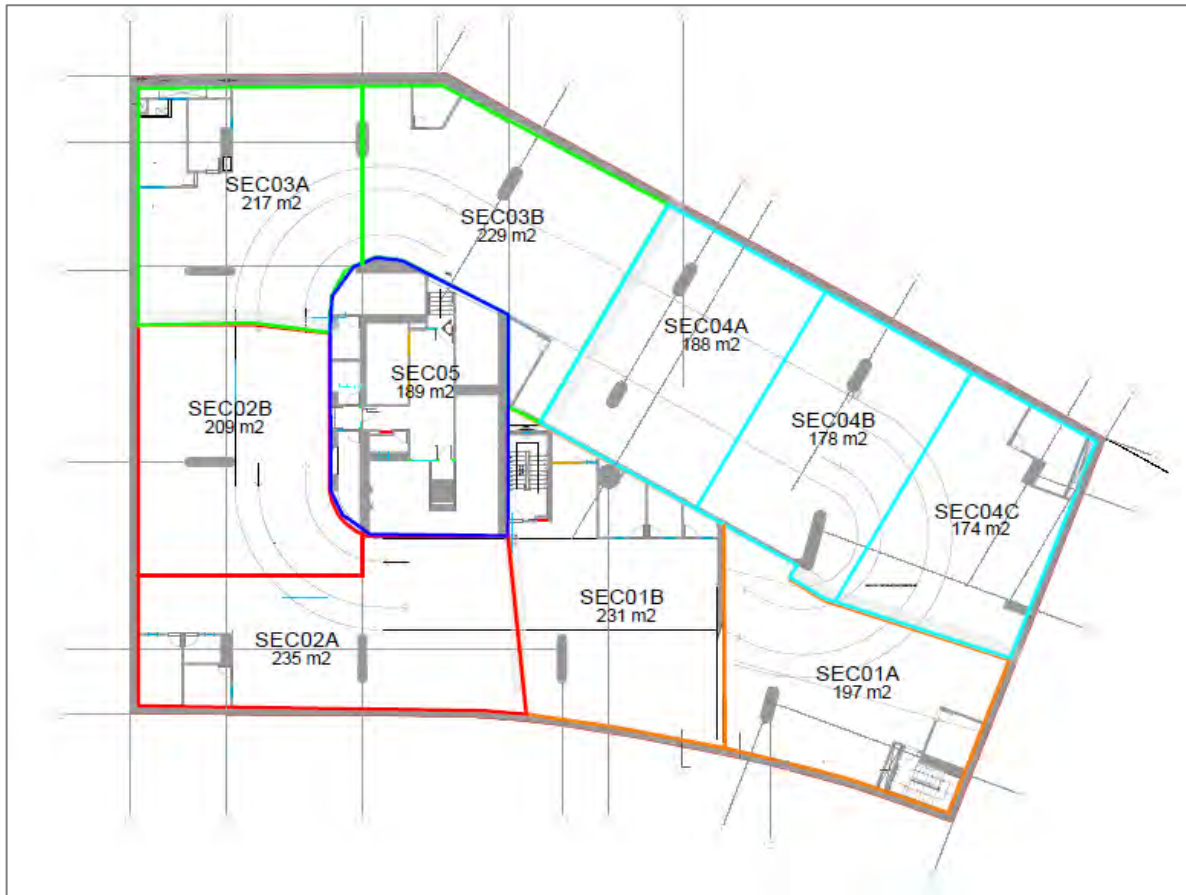 SEC03A
217 m2
SEC03B
229 m2
SEC04A
188 m2
SEC05
189 m2
SEC02B
209 m2
SEC04B
178 m2
SEC04C
174 m2
SEC01B
231 m2
SEC02A
235 m2
SEC01A
197 m2